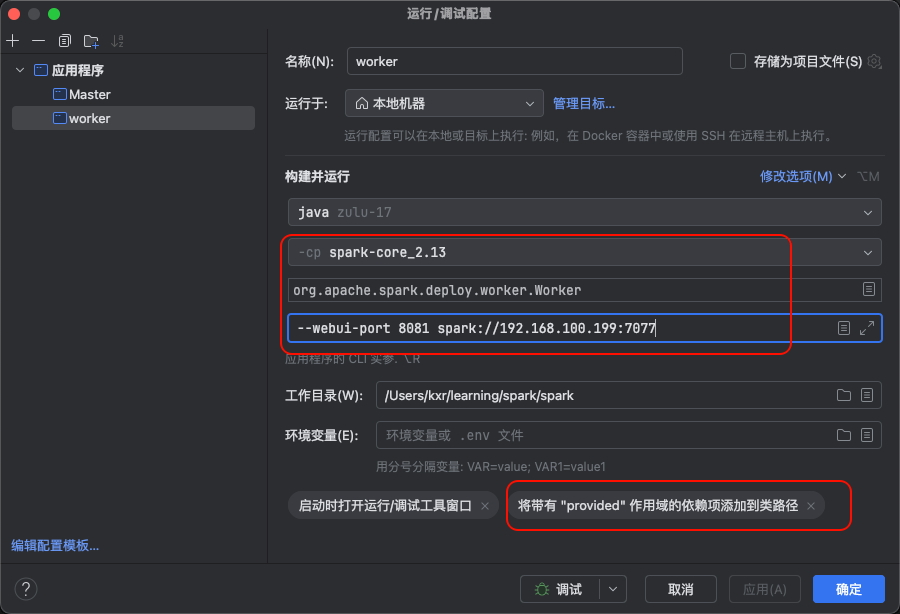 运行/调试配置
应用程序
Master
worker
编辑配置模板...
名称(N):
worker
存储为项目文件(S)
运行于:
本地机器
管理目标...
运行配置可以在本地或目标上执行: 例如，在 Docker 容器中或使用 SSH 在远程主机上执行。
构建并运行
修改选项(M)
⌥M
java zulu-17
-cp spark-core_2.13
org.apache.spark.deploy.worker.Worker
--webui-port 8081 spark://192.168.100.199:7077
应用程序的 CLI 实参. ⌥R
工作目录(W):
/Users/kxr/learning/spark/spark
环境变量(E):
环境变量或 .env 文件
用分号分隔变量: VAR=value; VAR1=value1
启动时打开运行/调试工具窗口 ×
将带有 "provided" 作用域的依赖项添加到类路径 ×
?
调试
取消
应用(A)
确定